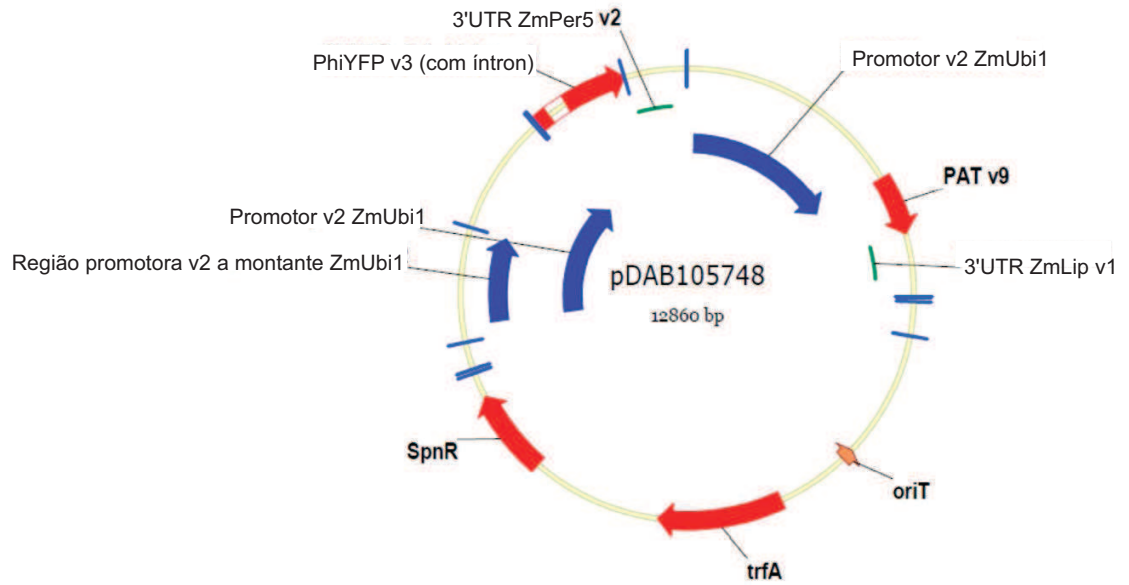 3'UTR ZmPer5 v2
PhiYFP v3 (com íntron)
Promotor v2 ZmUbi1
PAT v9
Promotor v2 ZmUbi1
Região promotora v2 a montante ZmUbi1
3'UTR ZmLip v1
pDAB105748
12860 bp
SpnR
oriT
trfA